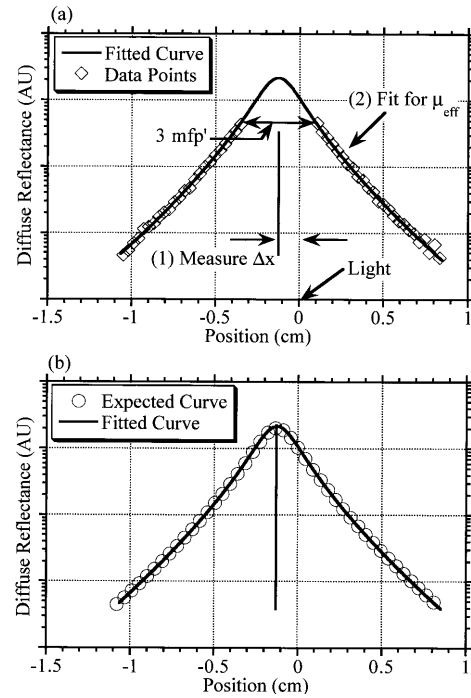 (a)
Fitted Curve
Data Points
(2) Fit for μeff
3 mfp'
(1) Measure Δx
Light
Diffuse Reflectance (AU)
-1.5 -1 -0.5 0 0.5 1
Position (cm)
(b)
Expected Curve
Fitted Curve
Diffuse Reflectance (AU)
-1.5 -1 -0.5 0 0.5 1
Position (cm)